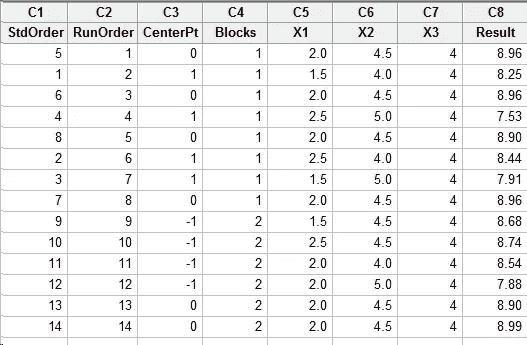 C1 C2 C3 C4 C5 C6 C7 C8
StdOrder RunOrder CenterPt Blocks X1 X2 X3 Result
5 1 0 1 2.0 4.5 4 8.96
1 2 1 1 1.5 4.0 4 8.25
6 3 0 1 2.0 4.5 4 8.96
4 4 1 1 2.5 5.0 4 7.53
8 5 0 1 2.0 4.5 4 8.90
2 6 1 1 2.5 4.0 4 8.44
3 7 1 1 1.5 5.0 4 7.91
7 8 0 1 2.0 4.5 4 8.96
9 9 -1 2 1.5 4.5 4 8.68
10 10 -1 2 2.5 4.5 4 8.74
11 11 -1 2 2.0 4.0 4 8.54
12 12 -1 2 2.0 5.0 4 7.88
13 13 0 2 2.0 4.5 4 8.90
14 14 0 2 2.0 4.5 4 8.99